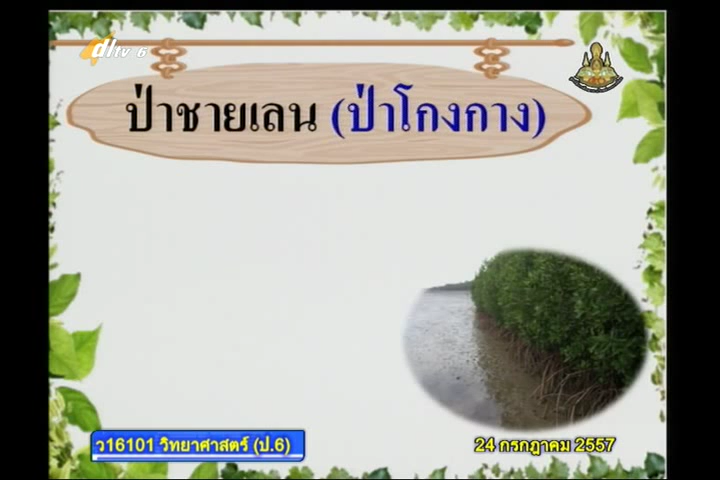 dltv-6
ป่าชายเลน (ป่าโกงกาง)
ว16101 วิทยาศาสตร์ (ป.6)
24 กรกฎาคม 2557